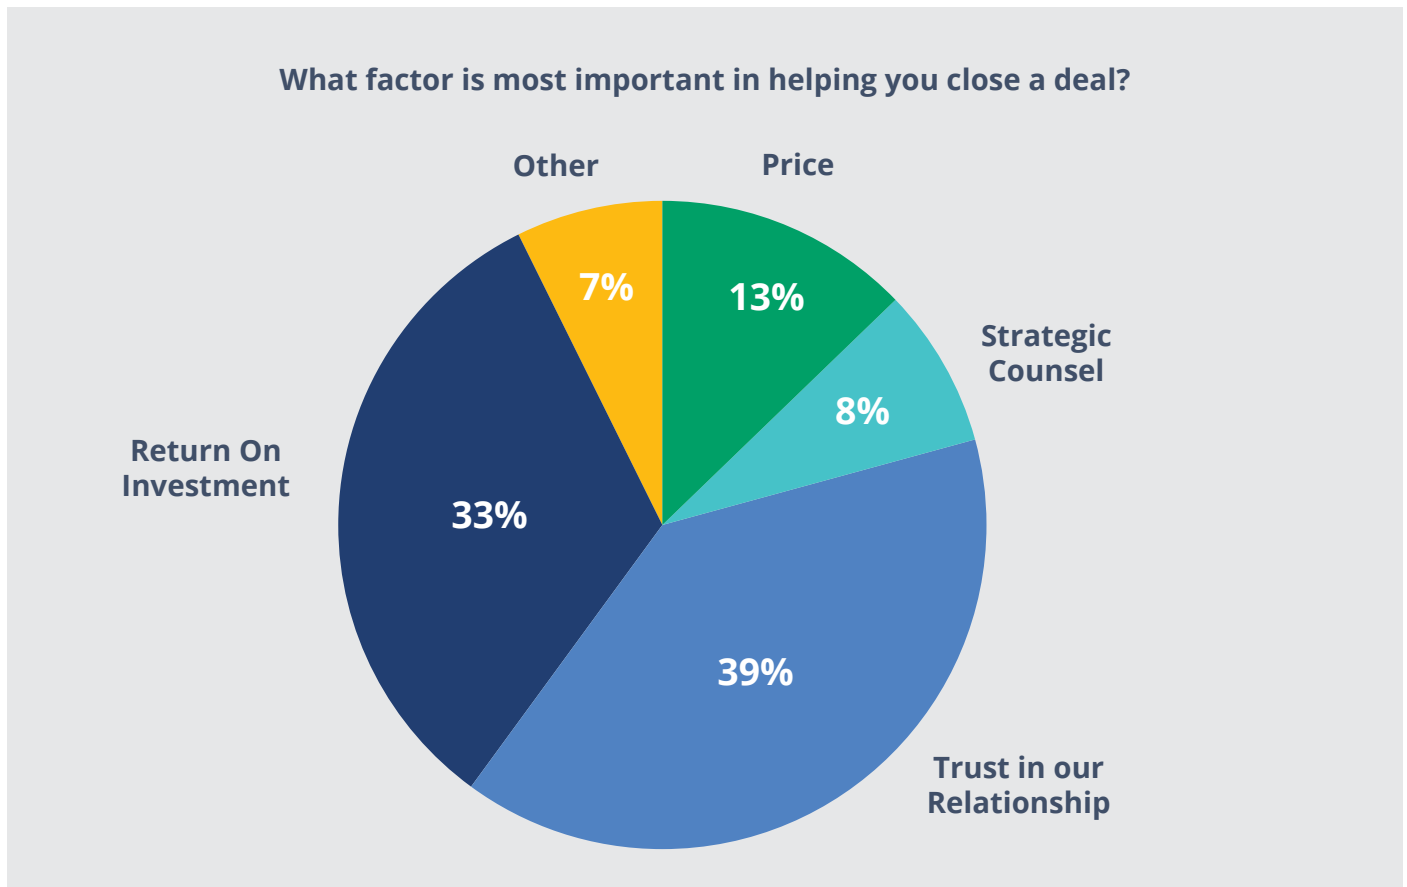 What factor is most important in helping you close a deal?
Other
Price
7%
13%
Strategic
Counsel
8%
Return On
Investment
33%
39%
Trust in our
Relationship